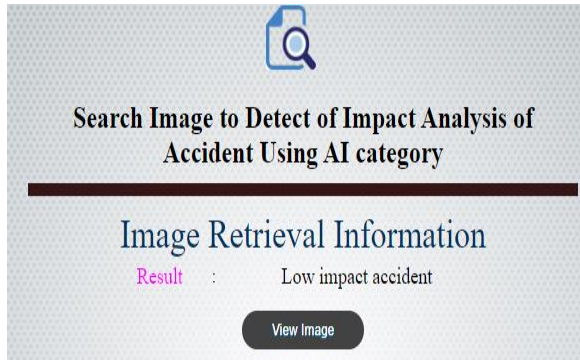 Search Image to Detect of Impact Analysis of
Accident Using AI category
Image Retrieval Information
Result : Low impact accident
View Image